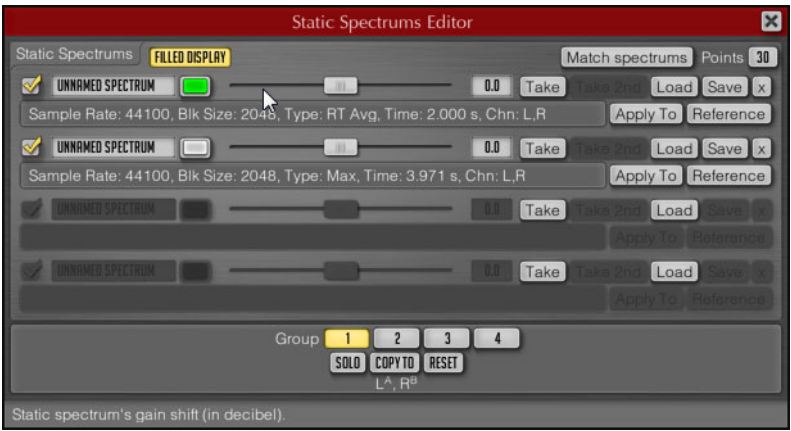 Static Spectrums Editor
Static Spectrums FILLED DISPLAY Match spectrums Points 30
UNNAMED SPECTRUM 0.0 Take Take 2nd Load Save x
Sample Rate: 44100, Blk Size: 2048, Type: RT Avg, Time: 2.000 s, Chn: L,R Apply To Reference
UNNAMED SPECTRUM 0.0 Take Take 2nd Load Save x
Sample Rate: 44100, Blk Size: 2048, Type: Max, Time: 3.971 s, Chn: L,R Apply To Reference
UNNAMED SPECTRUM 0.0 Take Take 2nd Load Save x
Apply To Reference
UNNAMED SPECTRUM 0.0 Take Take 2nd Load Save x
Apply To Reference
Group 1 2 3 4
SOLO COPY TO RESET
Lᴬ, Rᴮ
Static spectrum's gain shift (in decibel).